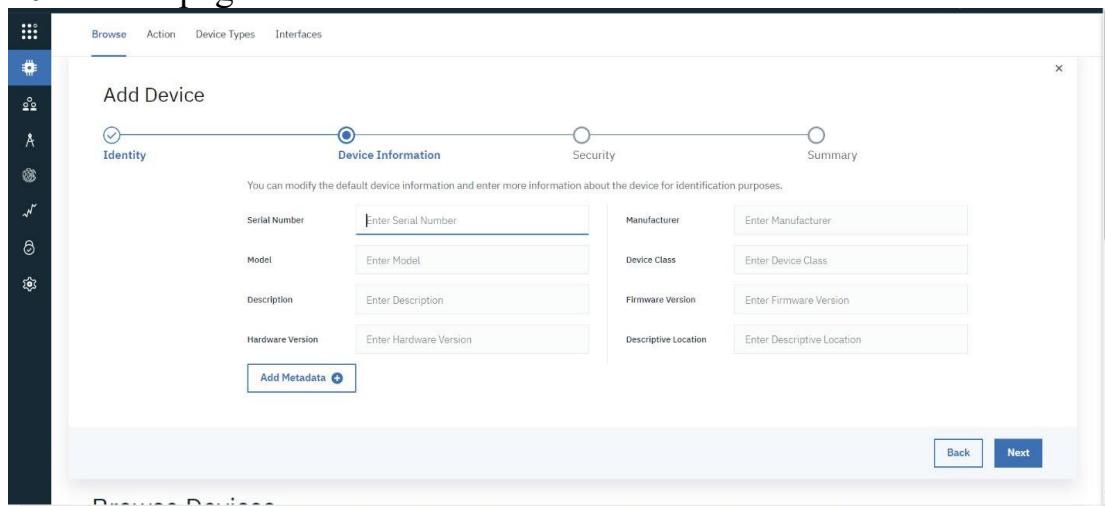 Browse Action Device Types Interfaces
Add Device
Identity Device Information Security Summary
You can modify the default device information and enter more information about the device for identification purposes.
Serial Number Enter Serial Number Manufacturer Enter Manufacturer
Model Enter Model Device Class Enter Device Class
Description Enter Description Firmware Version Enter Firmware Version
Hardware Version Enter Hardware Version Descriptive Location Enter Descriptive Location
Add Metadata
Back Next
Browse Devices